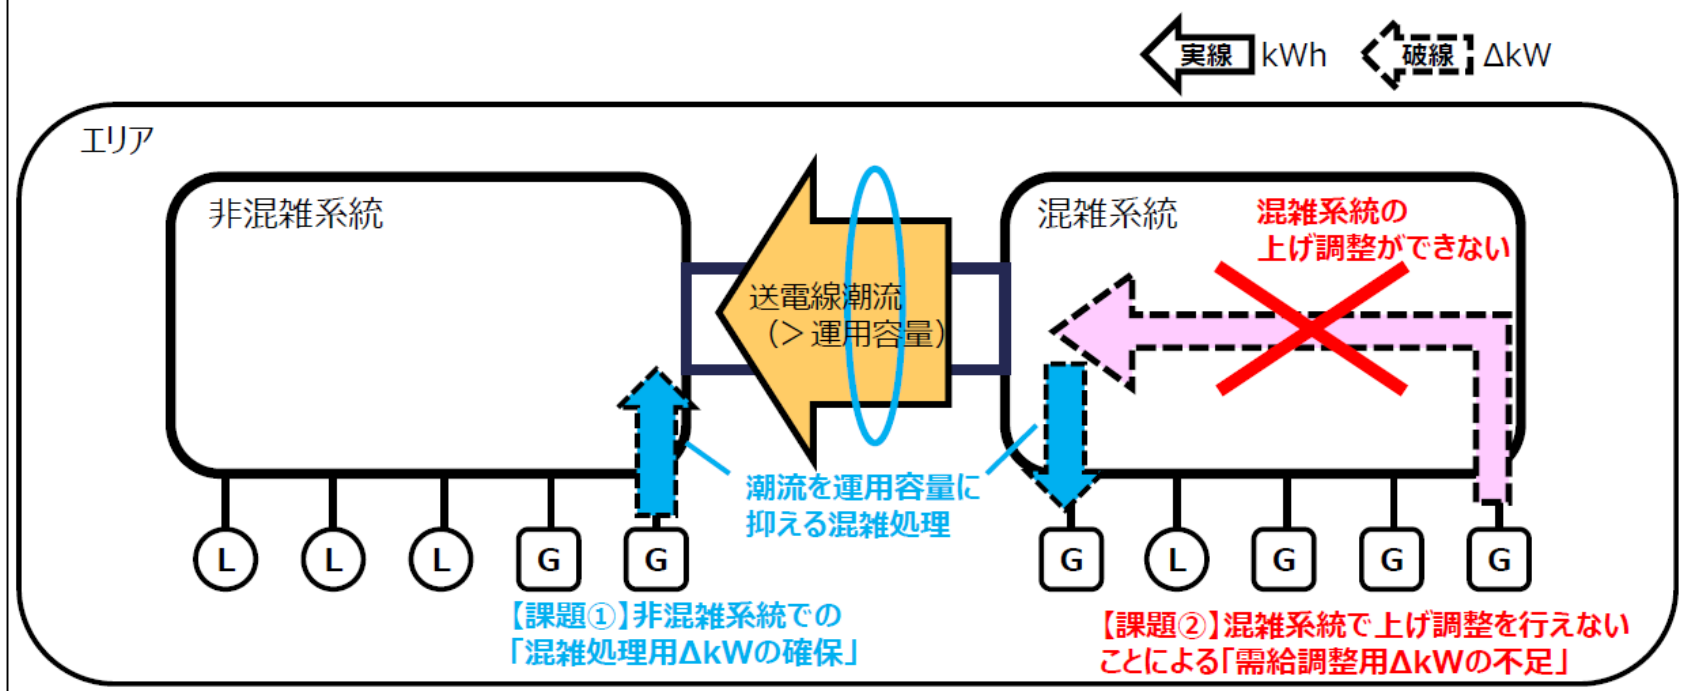 実線 kWh 破線 ΔkW
エリア
非混雑系統
混雑系統
混雑系統の
上げ調整ができない
送電線潮流
（＞運用容量）
潮流を運用容量に
抑える混雑処理
L L L G G
G L G G G
【課題①】非混雑系統での
「混雑処理用ΔkWの確保」
【課題②】混雑系統で上げ調整を行えない
ことによる「需給調整用ΔkWの不足」